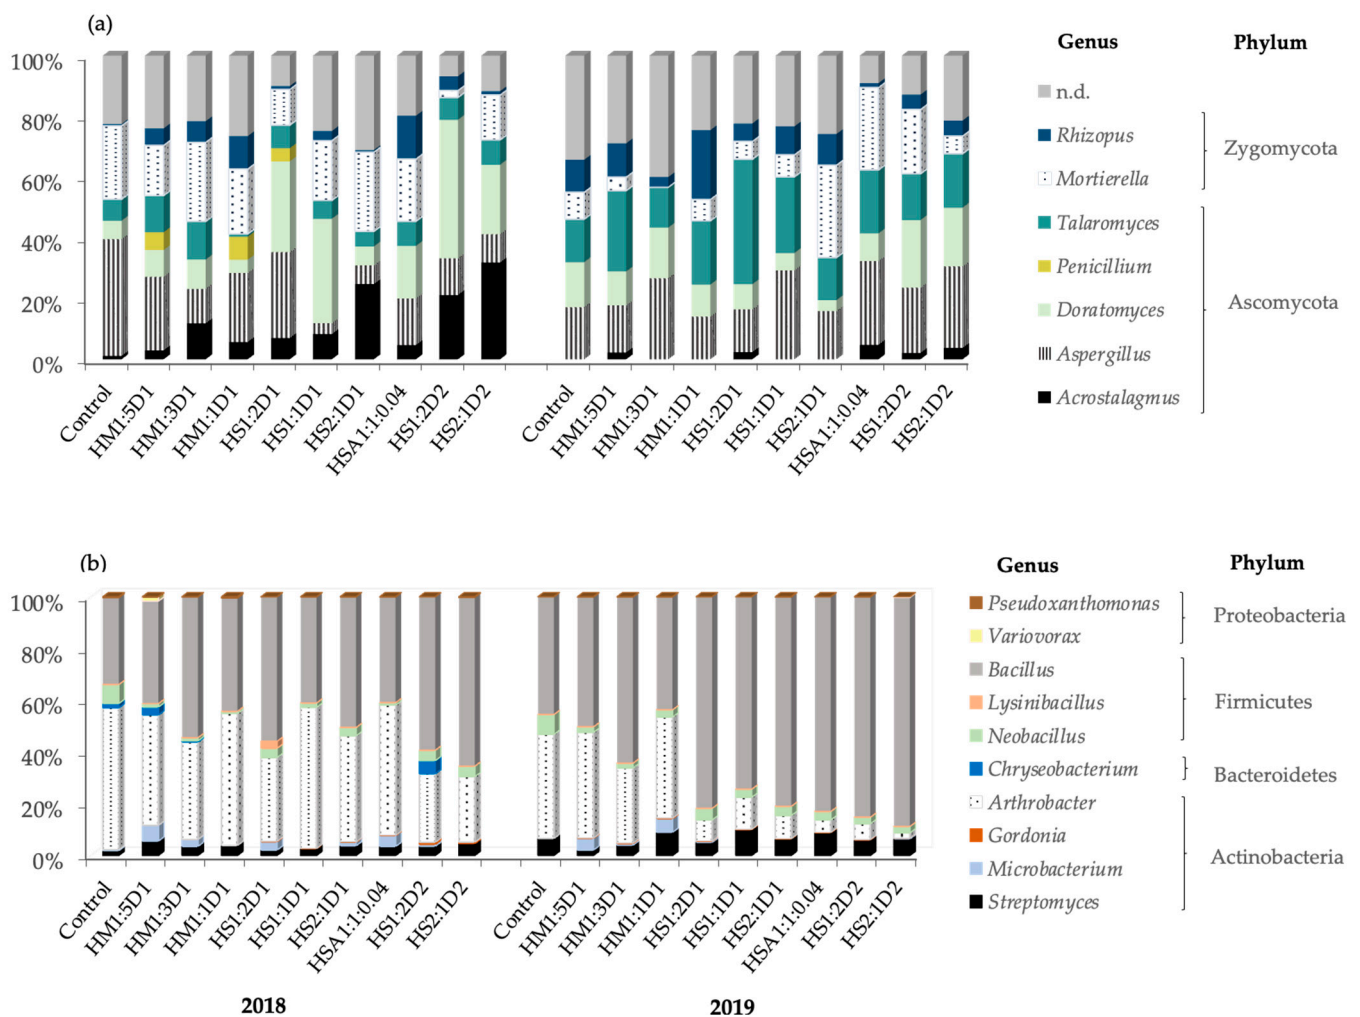 (a)
Genus Phylum
100%
80%
60%
40%
20%
0%
n.d.
Rhizopus
Mortierella
Talaromyces
Penicillium
Doratomyces
Aspergillus
Acrostalagmus
Zygomycota
Ascomycota
Control HM1:5D1 HM1:3D1 HM1:1D1 HS1:2D1 HS1:1D1 HS2:1D1 HSA1:1:0.04 HS1:2D2 HS2:1D2
Control HM1:5D1 HM1:3D1 HM1:1D1 HS1:2D1 HS1:1D1 HS2:1D1 HSA1:1:0.04 HS1:2D2 HS2:1D2
(b)
Genus Phylum
100%
80%
60%
40%
20%
0%
Pseudoxanthomonas
Variovorax
Bacillus
Lysinibacillus
Neobacillus
Chryseobacterium
Arthrobacter
Gordonia
Microbacterium
Streptomyces
Proteobacteria
Firmicutes
Bacteroidetes
Actinobacteria
Control HM1:5D1 HM1:3D1 HM1:1D1 HS1:2D1 HS1:1D1 HS2:1D1 HSA1:1:0.04 HS1:2D2 HS2:1D2
Control HM1:5D1 HM1:3D1 HM1:1D1 HS1:2D1 HS1:1D1 HS2:1D1 HSA1:1:0.04 HS1:2D2 HS2:1D2
2018 2019